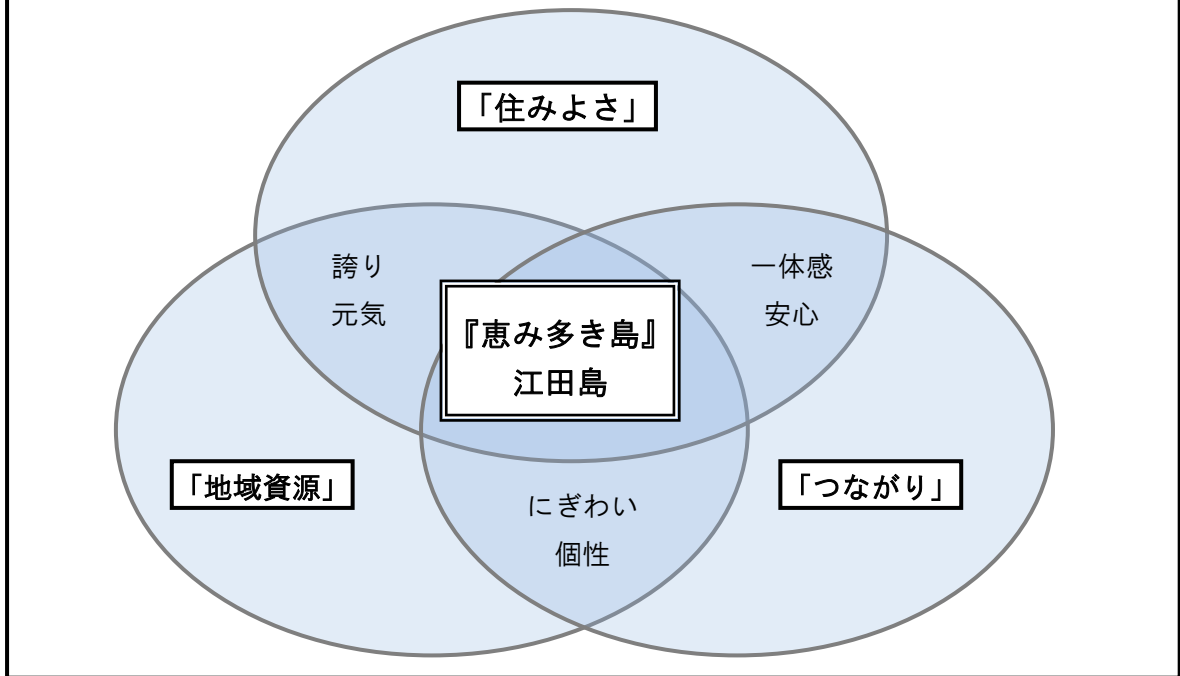 「住みよさ」
誇り
元気
一体感
安心
『恵み多き島』
江田島
「地域資源」
「つながり」
にぎわい
個性